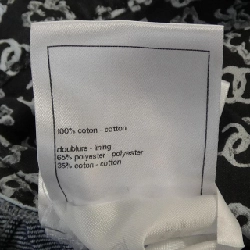 100% coton - cotton
doublure - lining
65% polyester - polyester
35% coton - cotton